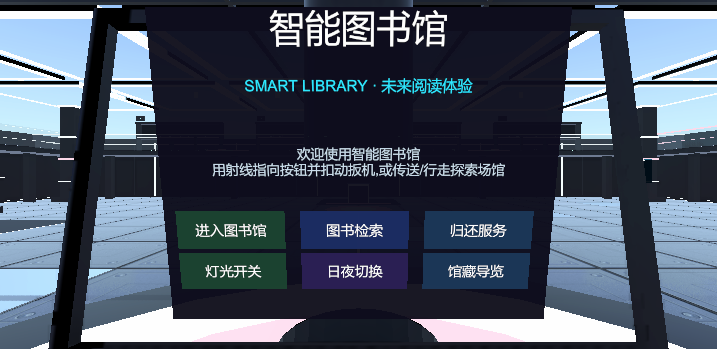 智能图书馆
SMART LIBRARY · 未来阅读体验
欢迎使用智能图书馆
用射线指向按钮并扣动扳机,或传送/行走探索场馆
进入图书馆
图书检索
归还服务
灯光开关
日夜切换
馆藏导览